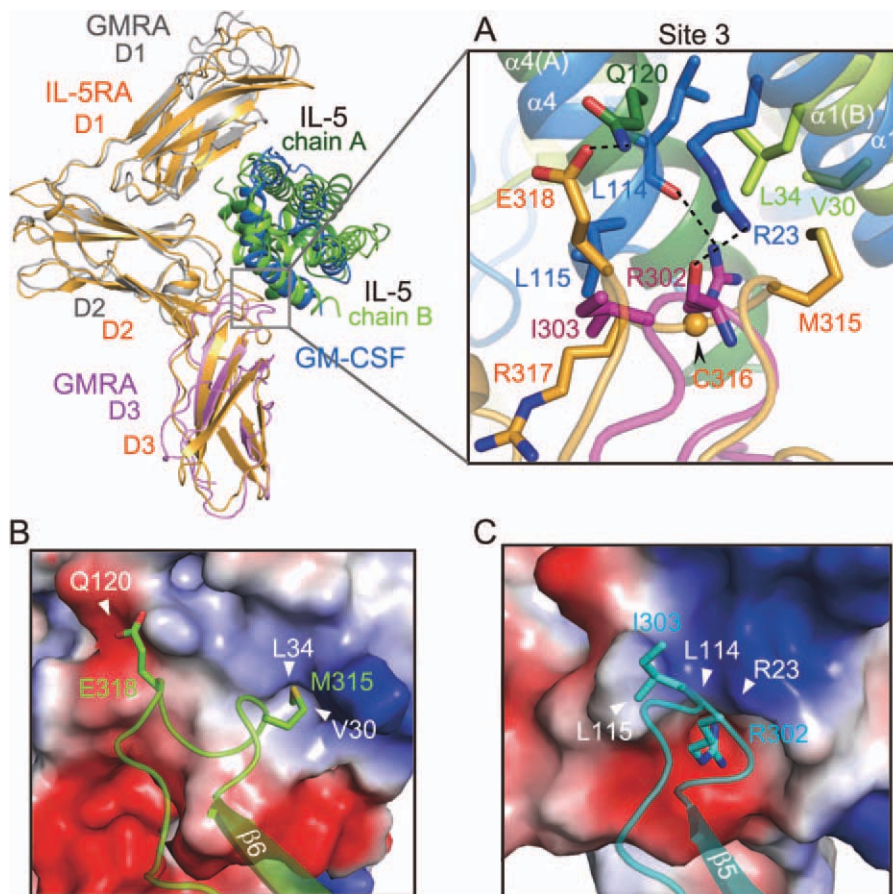 GMRA
D1
IL-5RA
D1
IL-5
chain A
D2
D2
IL-5
chain B
GM-CSF
GMRA
D3
D3
A
Site 3
α4(A)
Q120
α4
α1(B)
α
E318
L114
L34
V30
R23
L115
R302
I303
M315
R317
C316
B
Q120
L34
E318
M315
V30
β6
C
I303
L114
R23
L115
R302
β5